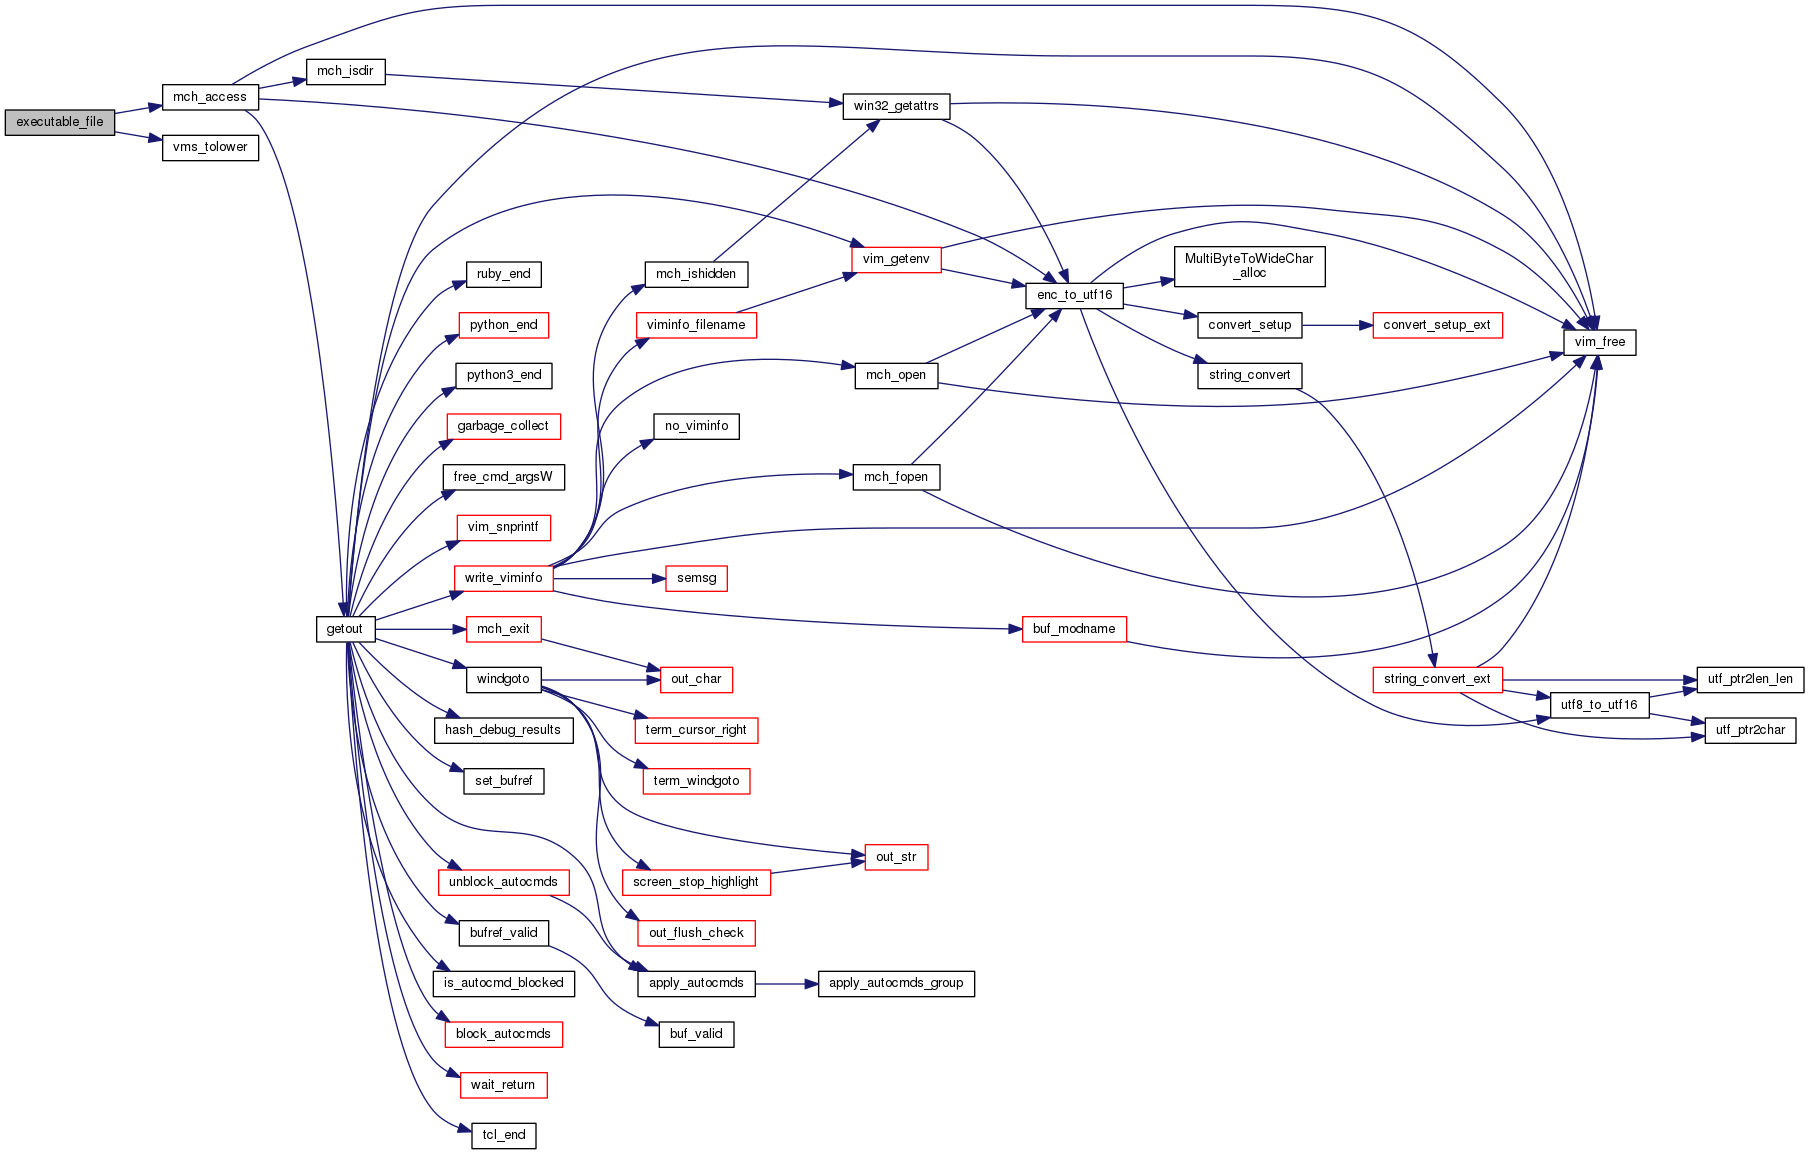 executable_file
mch_access
vms_tolower
mch_isdir
getout
ruby_end
python_end
python3_end
garbage_collect
free_cmd_argsW
vim_snprintf
write_viminfo
mch_exit
windgoto
hash_debug_results
set_bufref
unblock_autocmds
bufref_valid
is_autocmd_blocked
block_autocmds
wait_return
tcl_end
mch_ishidden
viminfo_filename
no_viminfo
semsg
out_char
term_cursor_right
term_windgoto
screen_stop_highlight
out_flush_check
apply_autocmds
buf_valid
win32_getattrs
vim_getenv
mch_open
mch_fopen
out_str
apply_autocmds_group
enc_to_utf16
buf_modname
MultiByteToWideChar
_alloc
convert_setup
string_convert
convert_setup_ext
string_convert_ext
vim_free
utf8_to_utf16
utf_ptr2len_len
utf_ptr2char